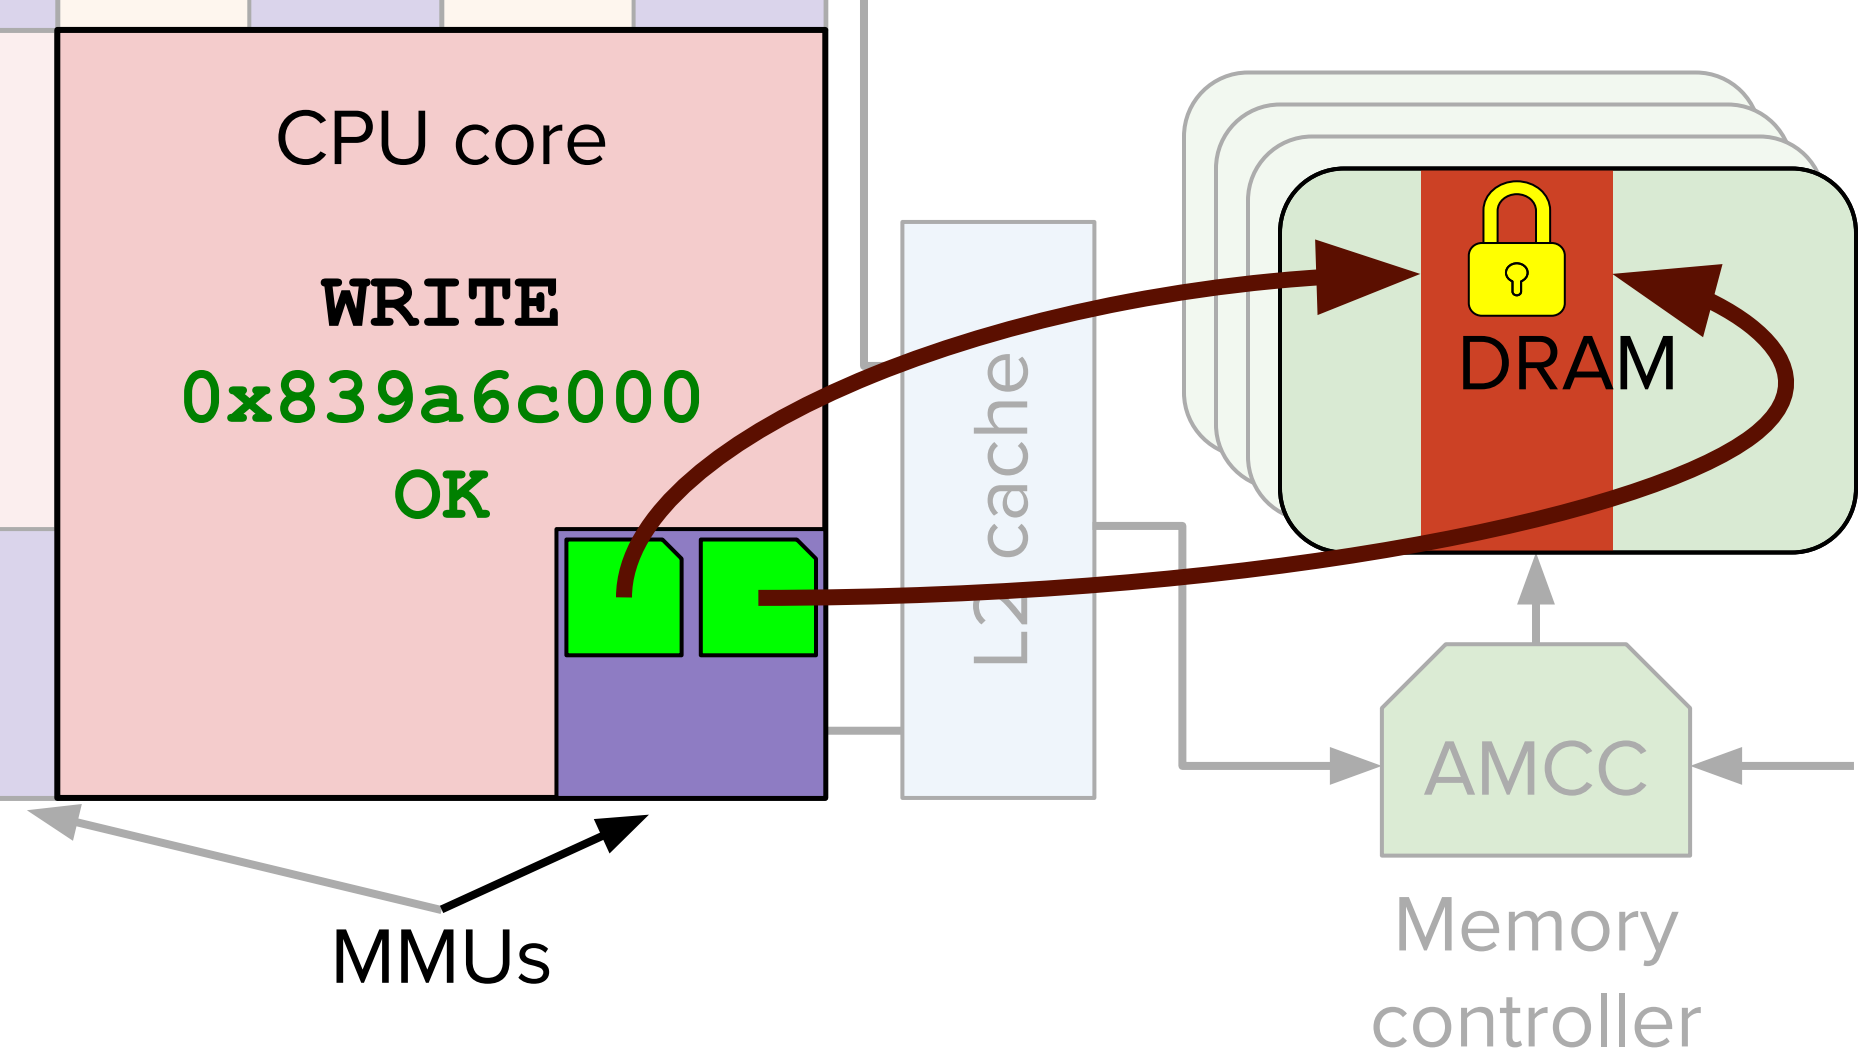 CPU core
WRITE
0x839a6c000
OK
L2 cache
DRAM
AMCC
MMUs
Memory
controller